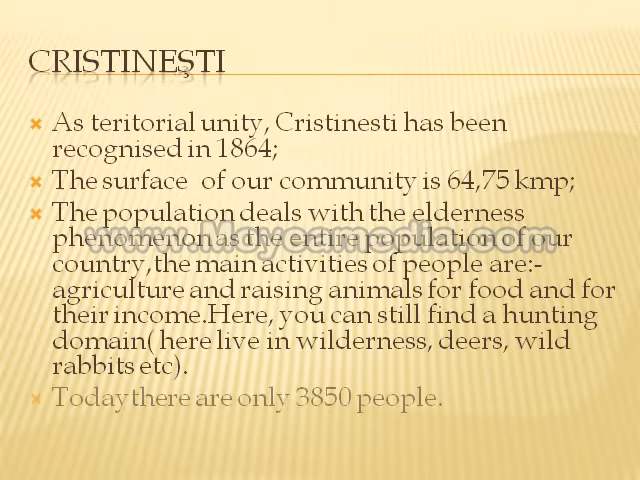 CRISTINEŞTI
As teritorial unity, Cristinesti has been
recognised in 1864;
The surface of our community is 64,75 kmp;
The population deals with the elderness
phenomenon as the entire population of our
country,the main activities of people are:-
agriculture and raising animals for food and for
their income.Here, you can still find a hunting
domain( here live in wilderness, deers, wild
rabbits etc).
Today there are only 3850 people.